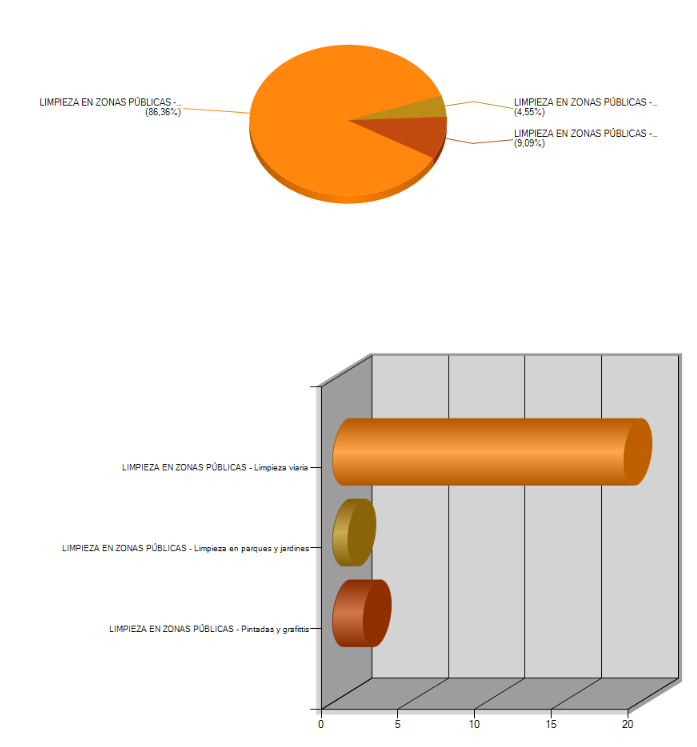 LIMPIEZA EN ZONAS PÚBLICAS -...
(86,36%)
LIMPIEZA EN ZONAS PÚBLICAS -...
(4,55%)
LIMPIEZA EN ZONAS PÚBLICAS -...
(9,09%)
LIMPIEZA EN ZONAS PÚBLICAS - Limpieza viaria
LIMPIEZA EN ZONAS PÚBLICAS - Limpieza en parques y jardines
LIMPIEZA EN ZONAS PÚBLICAS - Pintadas y grafittis
0 5 10 15 20